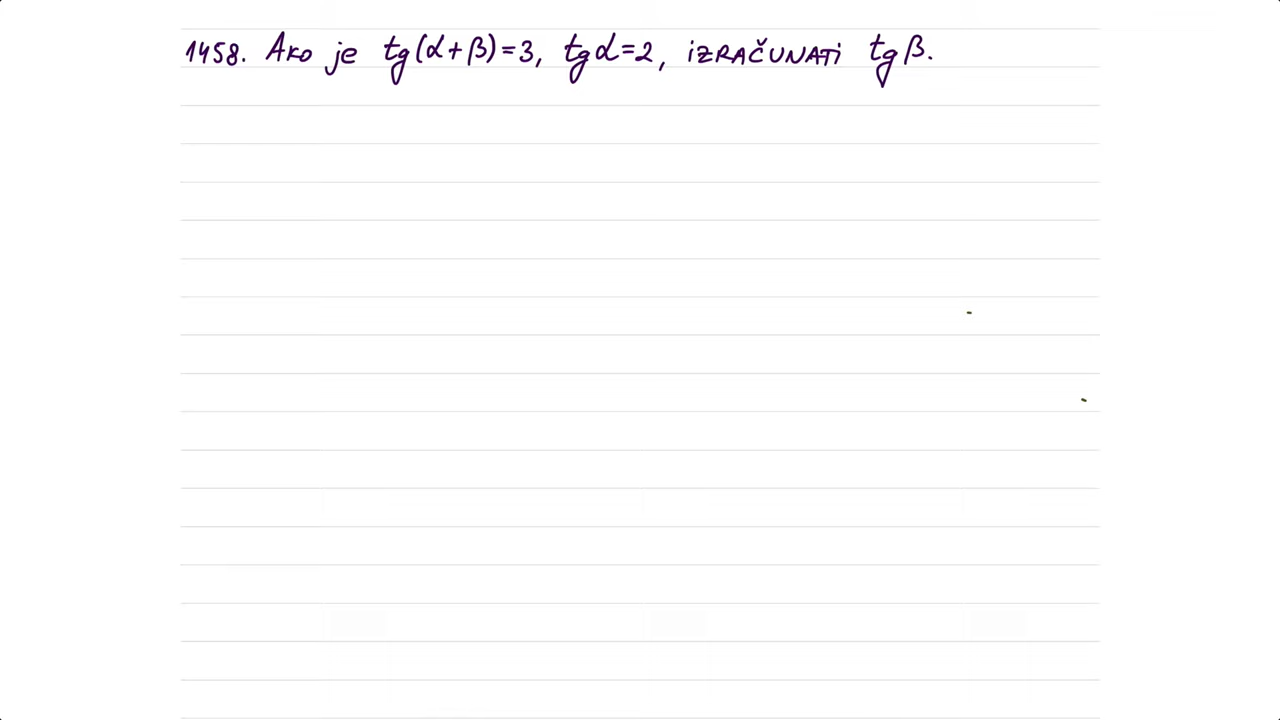 1458. Ako je tg(α+β)=3, tgα=2, izračunati tgβ.